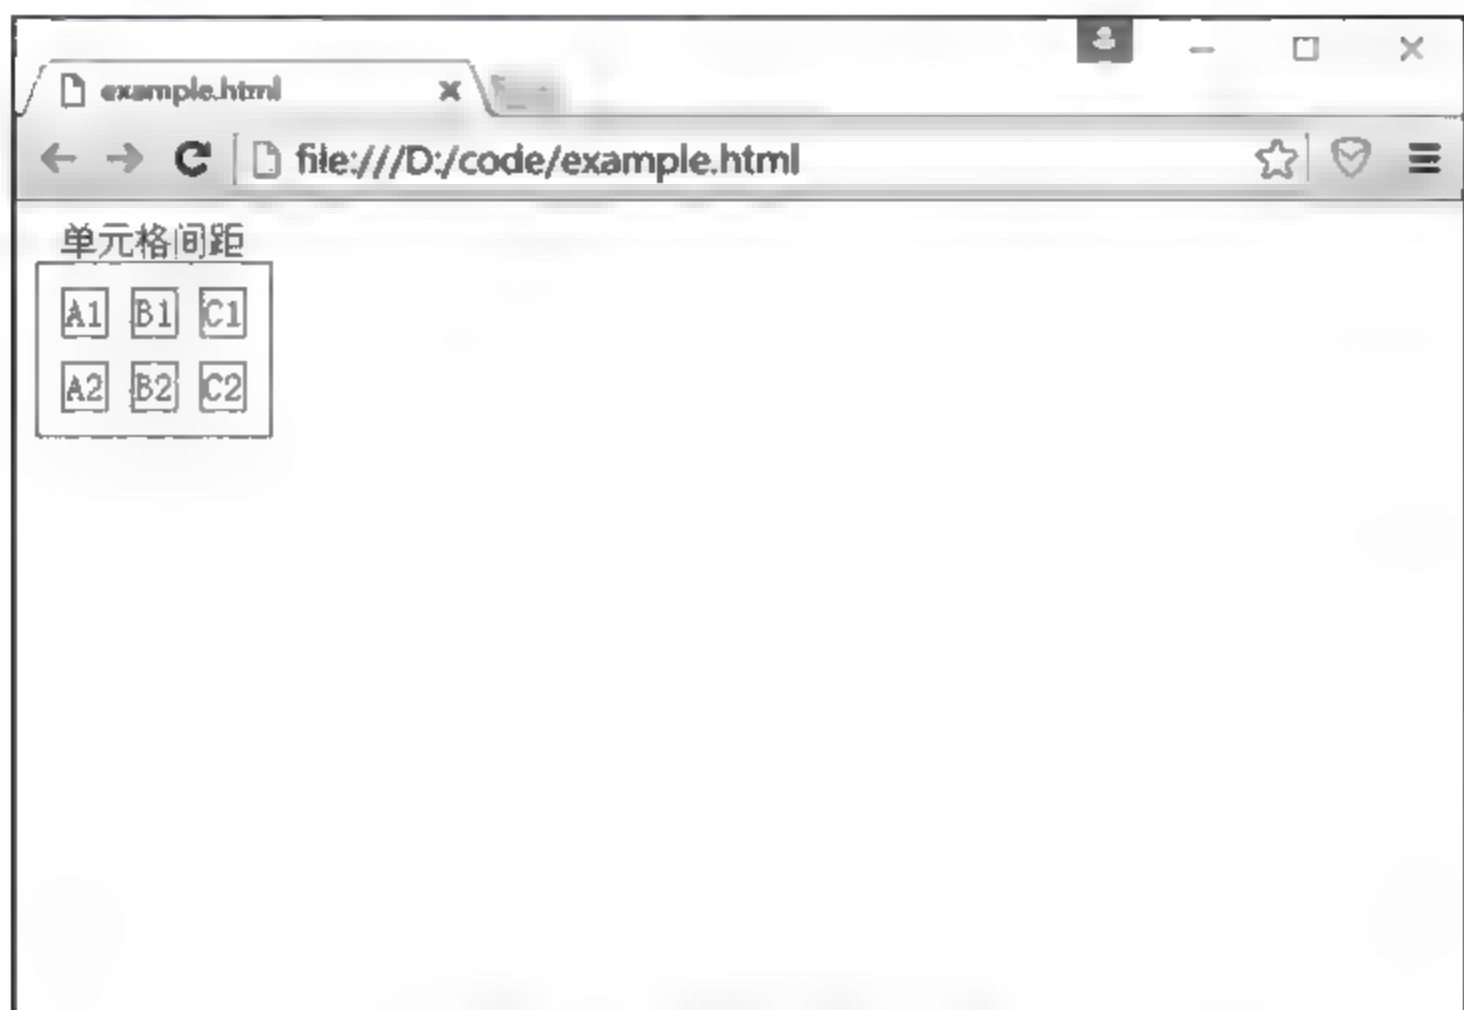 example.html
file:///D:/code/example.html
单元格间距
A1 B1 C1
A2 B2 C2